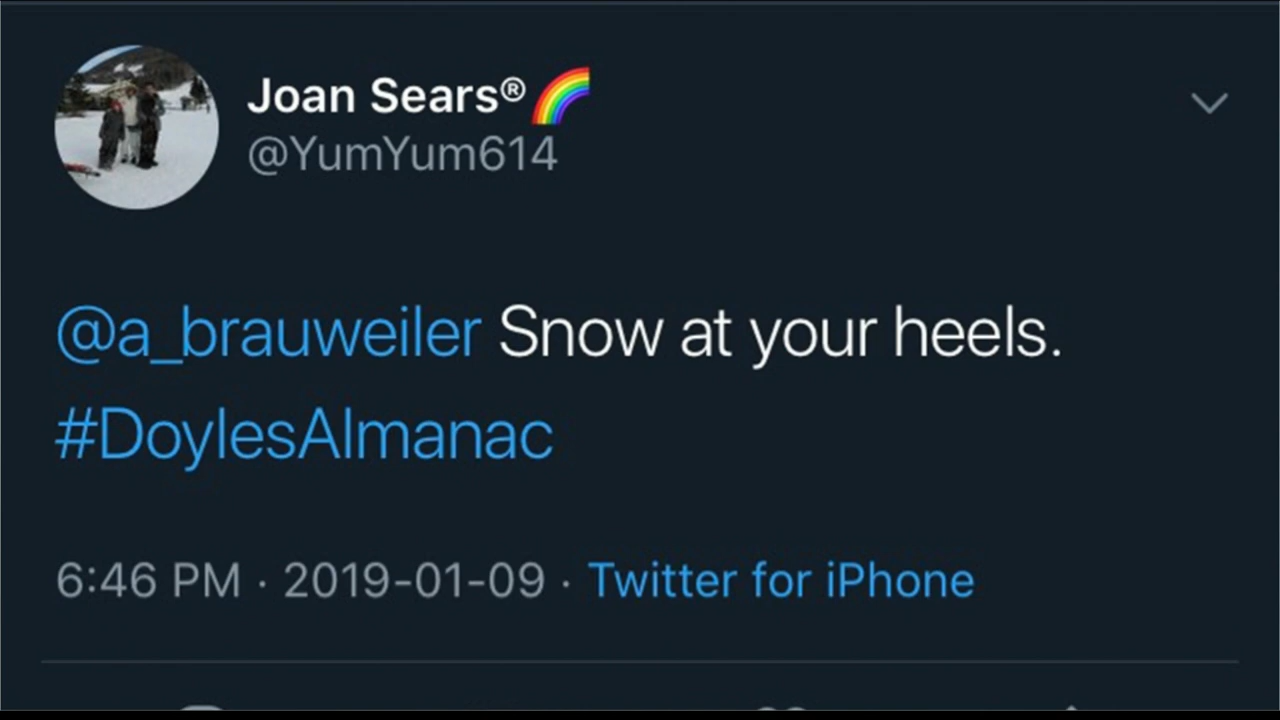 Joan Sears®🌈
@YumYum614
@a_brauweiler Snow at your heels.
#DoylesAlmanac
6:46 PM · 2019-01-09 · Twitter for iPhone